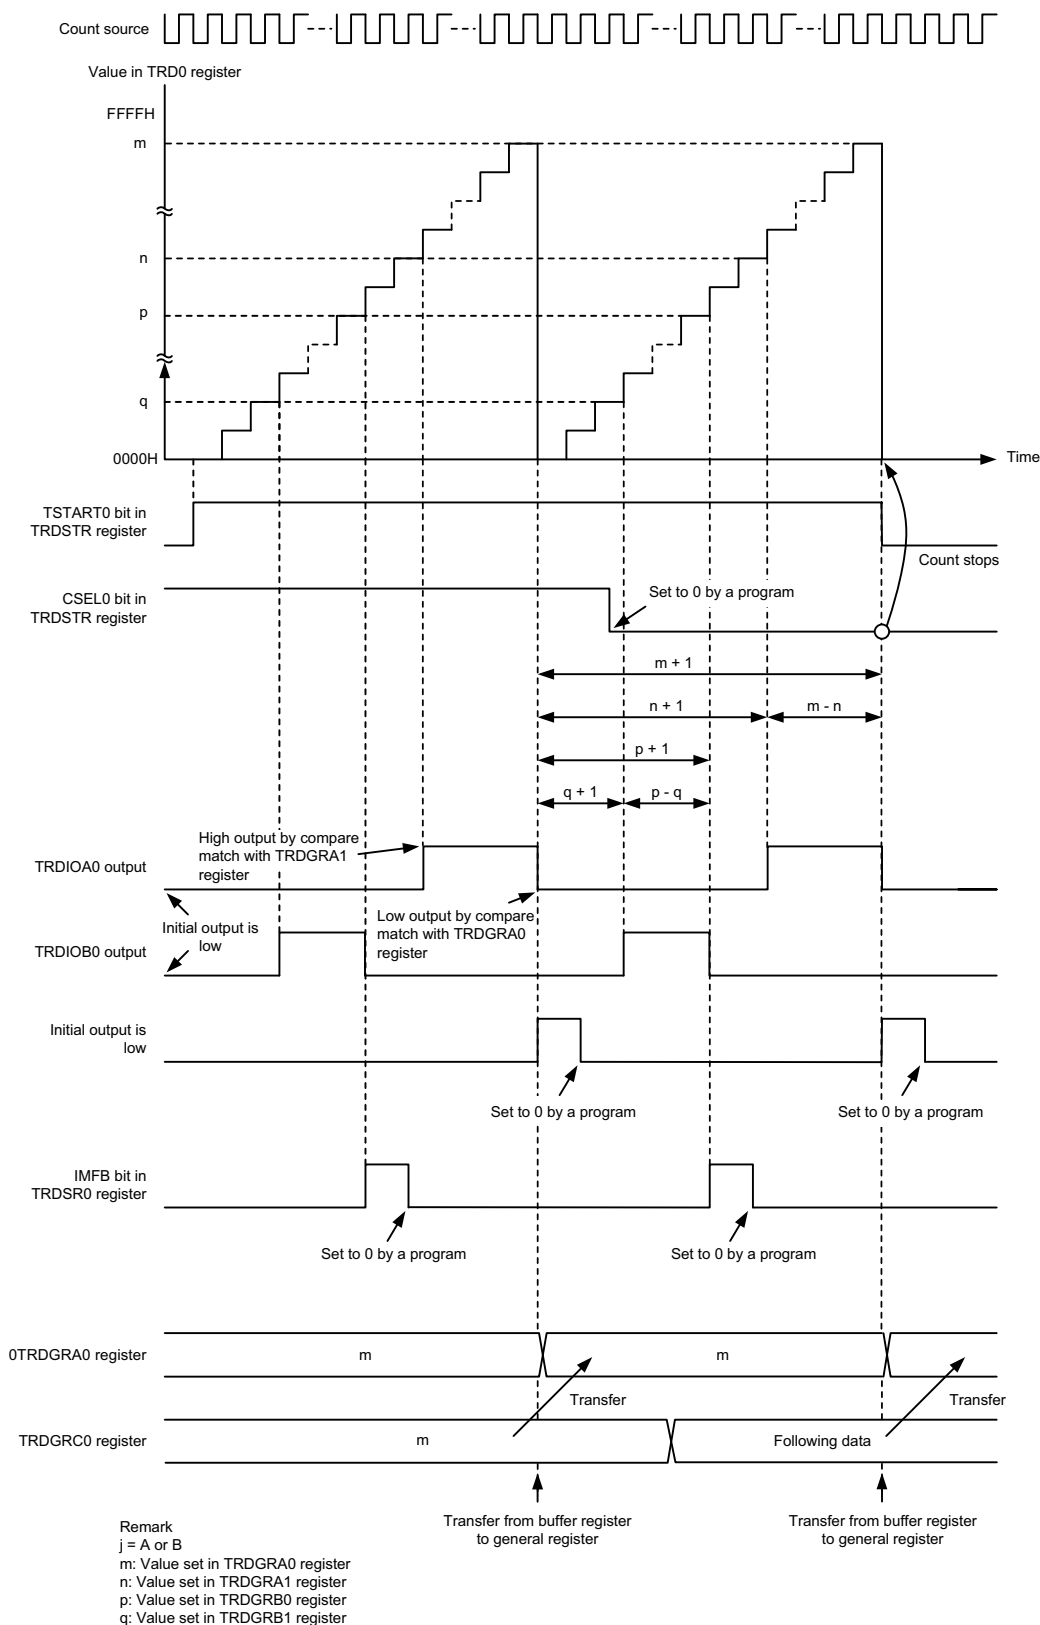 Count source
Value in TRD0 register
FFFFH
m
n
p
q
0000H
Time
TSTART0 bit in
TRDSTR register
Count stops
CSEL0 bit in
TRDSTR register
Set to 0 by a program
m + 1
n + 1
m - n
p + 1
q + 1
p - q
High output by compare
match with TRDGRA1
register
TRDIOA0 output
Low output by compare
match with TRDGRA0
register
Initial output is
low
TRDIOB0 output
Initial output is
low
Set to 0 by a program
Set to 0 by a program
IMFB bit in
TRDSR0 register
Set to 0 by a program
Set to 0 by a program
0TRDGRA0 register
m
m
Transfer
Transfer
TRDGRC0 register
m
Following data
Transfer from buffer register
to general register
Transfer from buffer register
to general register
Remark
j = A or B
m: Value set in TRDGRA0 register
n: Value set in TRDGRA1 register
p: Value set in TRDGRB0 register
q: Value set in TRDGRB1 register